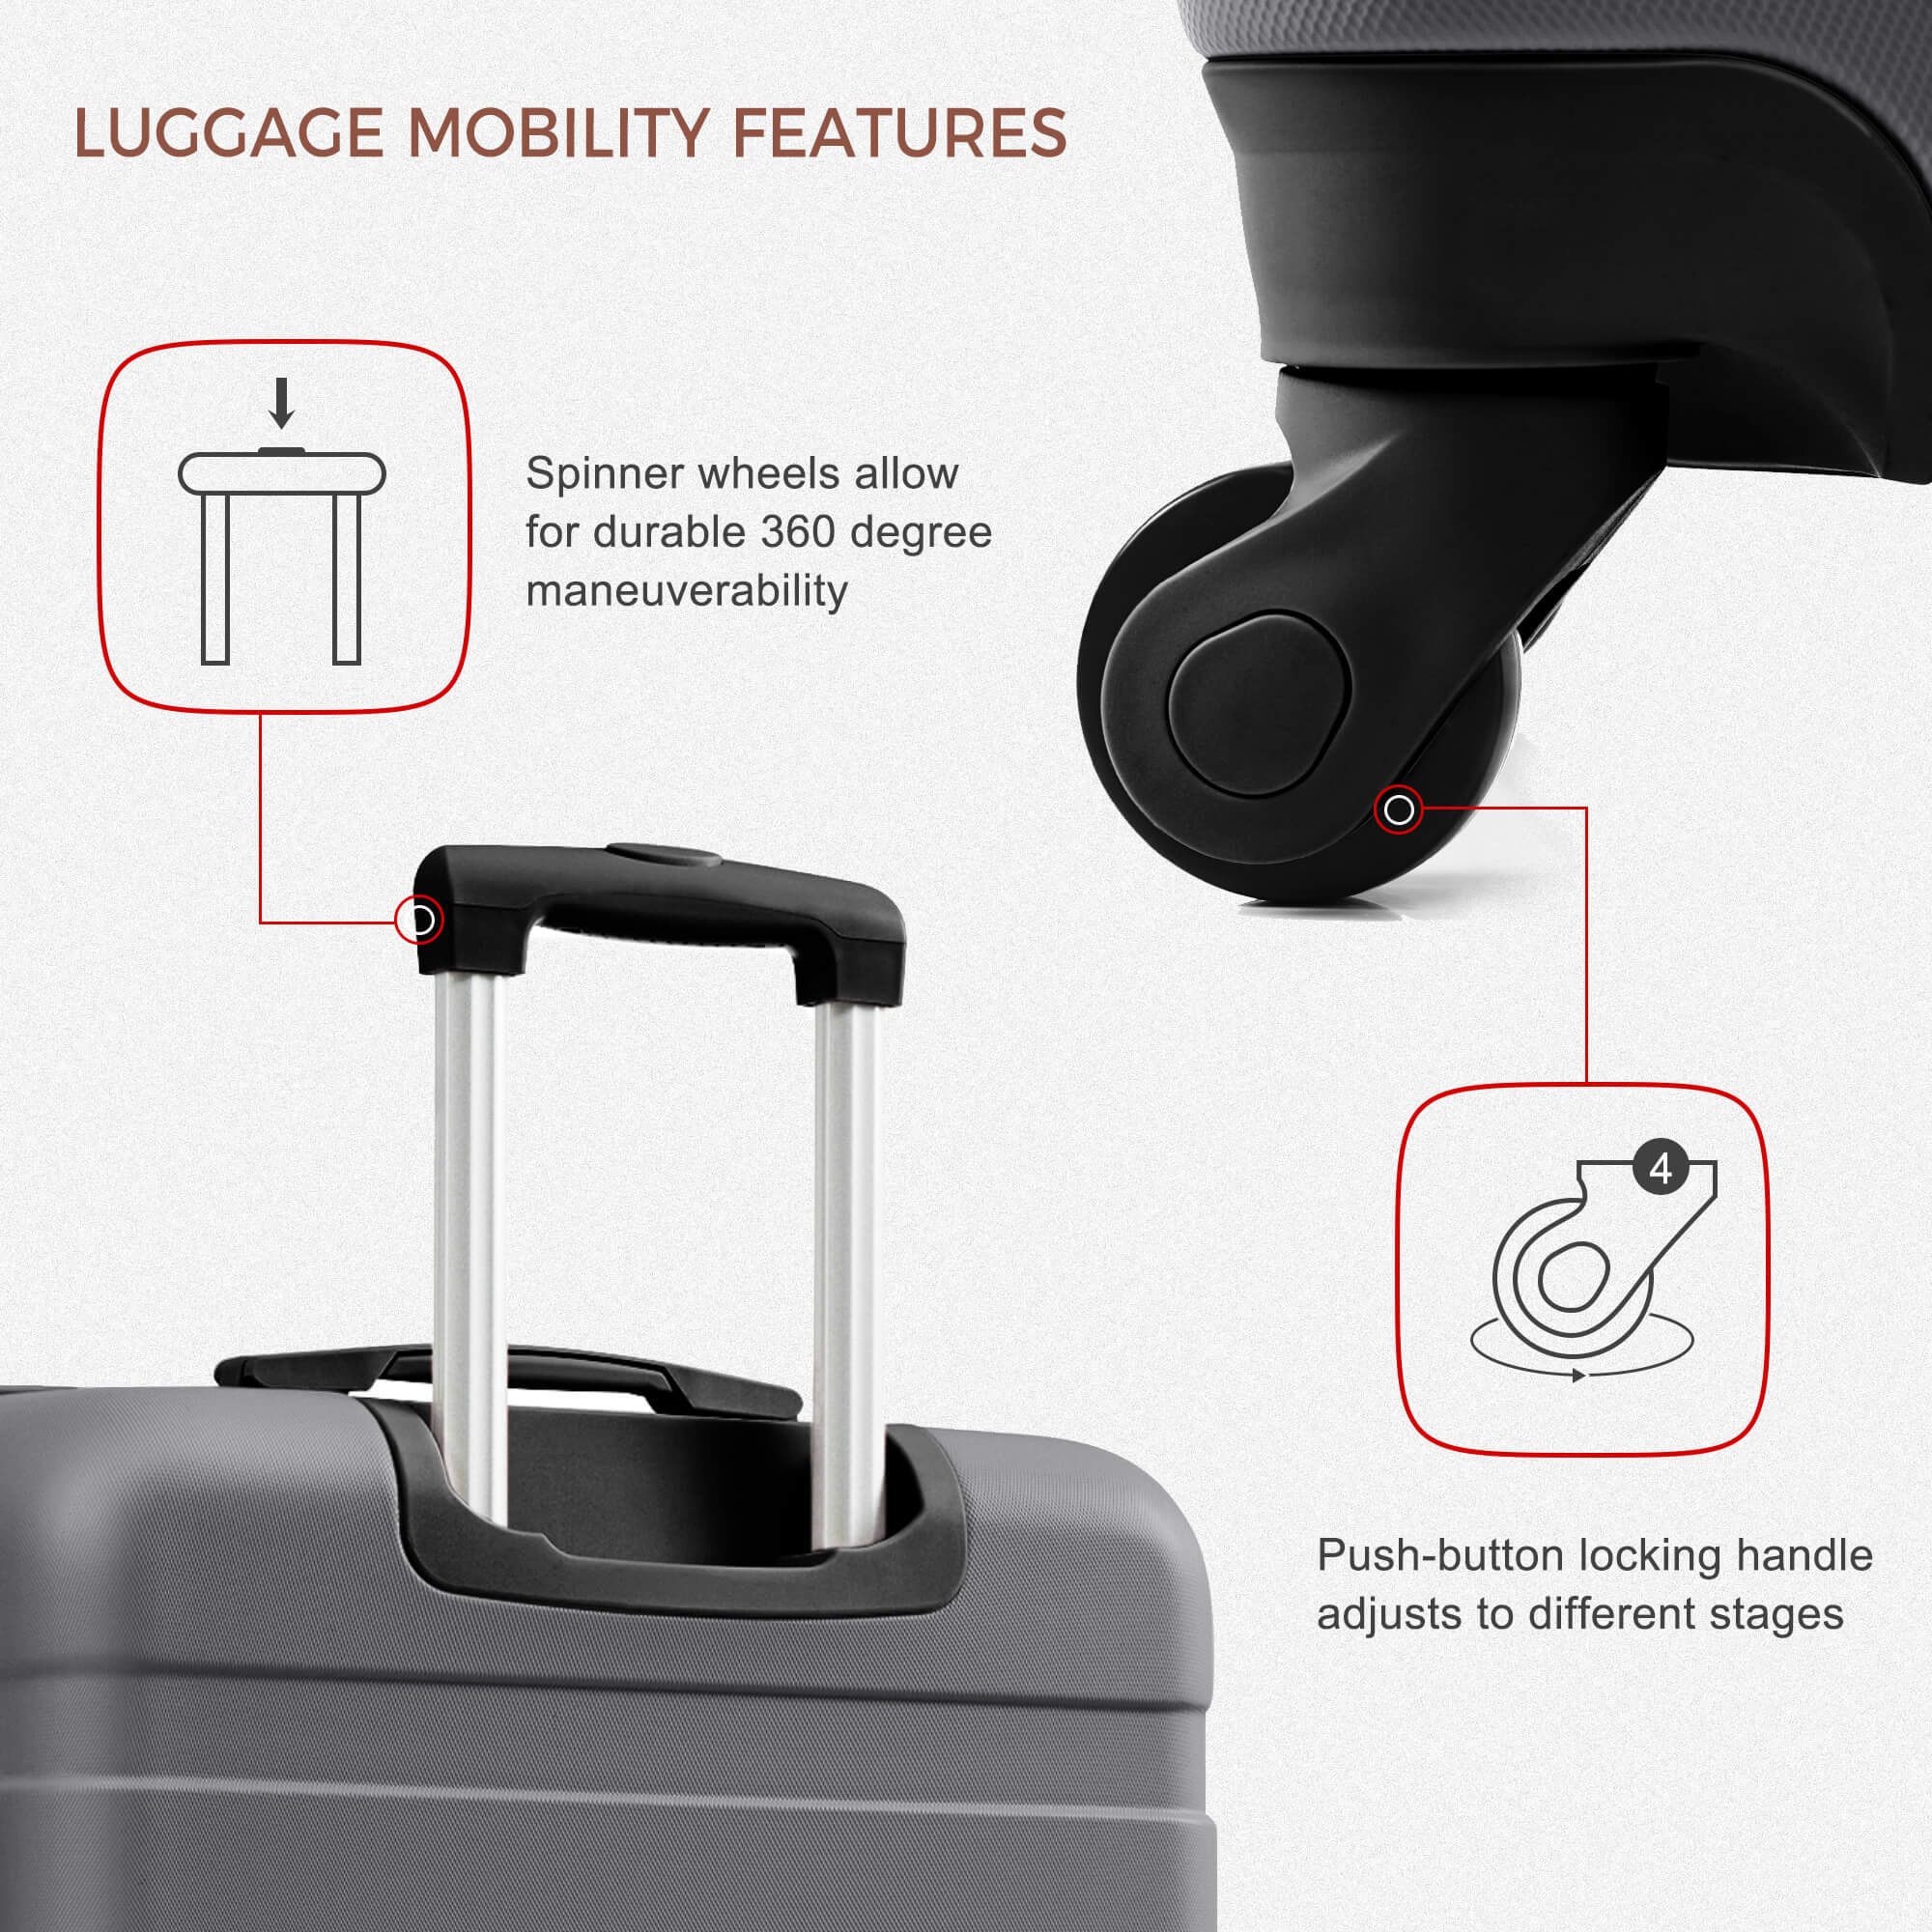 LUGGAGE MOBILITY FEATURES
Spinner wheels allow
for durable 360 degree
maneuverability
4
Push-button locking handle
adjusts to different stages